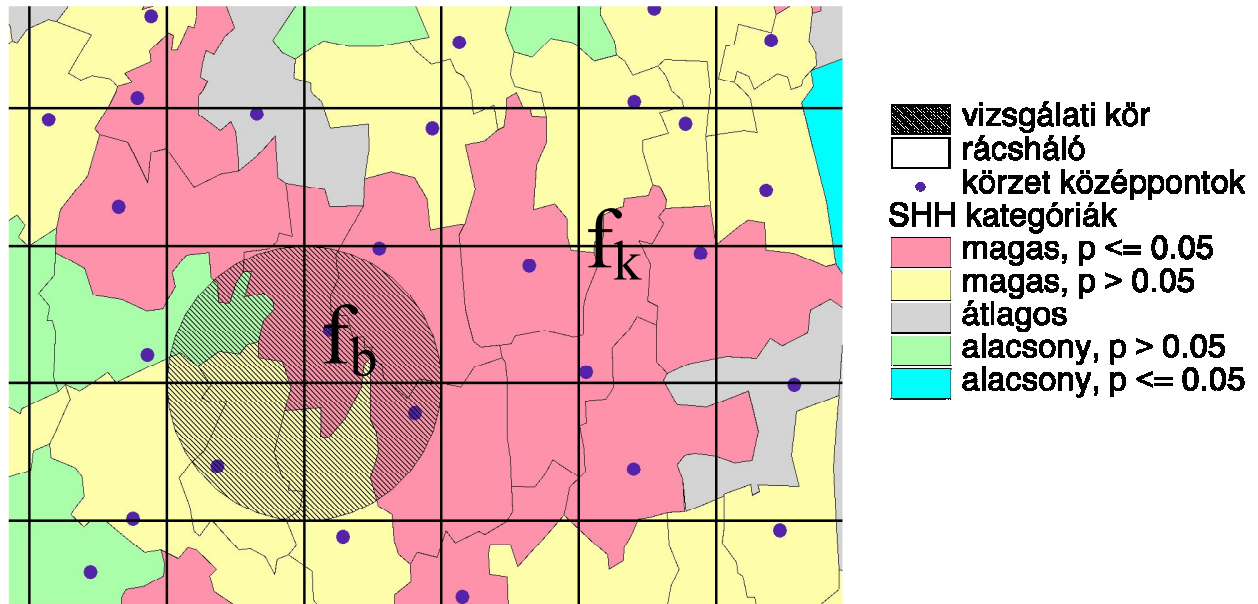 f_k
f_b
vizsgálati kör
rácsháló
körzet középpontok
SHH kategóriák
magas, p <= 0.05
magas, p > 0.05
átlagos
alacsony, p > 0.05
alacsony, p <= 0.05